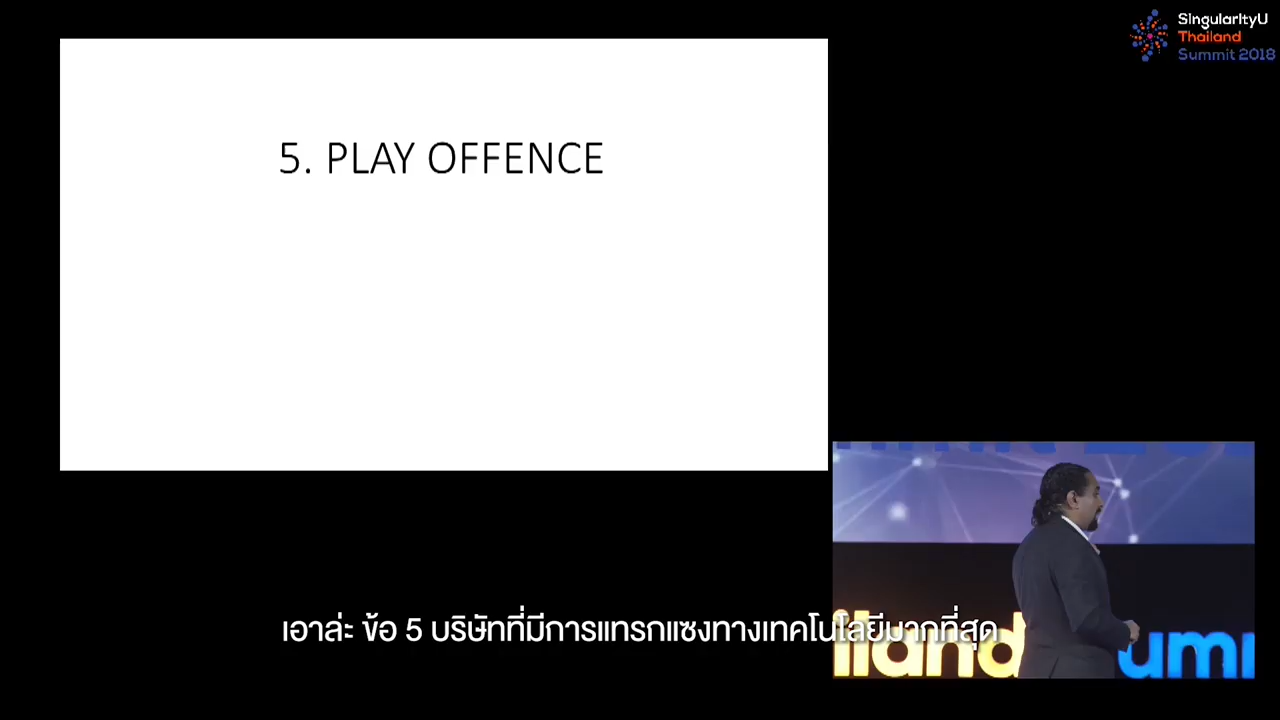 SingularityU
Thailand
Summit 2018
5. PLAY OFFENCE
เอาล่ะ ข้อ 5 บริษัทที่มีการแทรกแซงทางเทคโนโลยีมากที่สุด